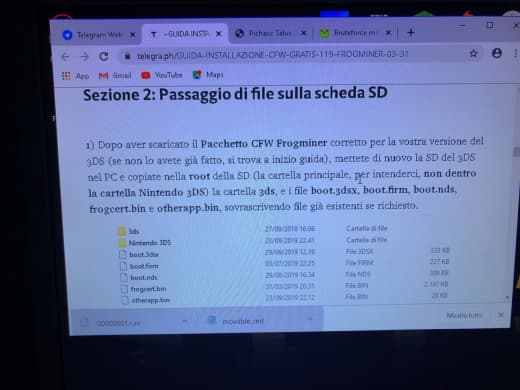 Telegram Web
~GUIDA INSTA
Pichaxx Salvo
Bruteforce mo
telegra.ph/GUIDA-INSTALLAZIONE-CFW-GRATIS-119-FROGMINER-03-31
App Gmail YouTube Maps
Sezione 2: Passaggio di file sulla scheda SD
1) Dopo aver scaricato il Pacchetto CFW Frogminer corretto per la vostra versione del
3DS (se non lo avete già fatto, si trova a inizio guida), mettete di nuovo la SD del 3DS
nel PC e copiate nella root della SD (la cartella principale, per intenderci, non dentro
la cartella Nintendo 3DS) la cartella 3ds, e i file boot.3dsx, boot.firm, boot.nds,
frogcert.bin e otherapp.bin, sovrascrivendo file già esistenti se richiesto.
3ds 27/09/2018 16.06 Cartella di file
Nintendo 3DS 23/09/2019 22.41 Cartella di file
boot.3dsx 29/06/2019 12.39 File 3DSX 333 KB
boot.firm 03/07/2019 22.25 File FIRM 227 KB
boot.nds 29/08/2019 16.34 File NDS 309 KB
frogcert.bin 31/03/2019 20.31 File BIN 2.147 KB
otherapp.bin 23/09/2019 22.12 File BIN 28 KB
00000001.sav
movable.sed
Mostra tutto